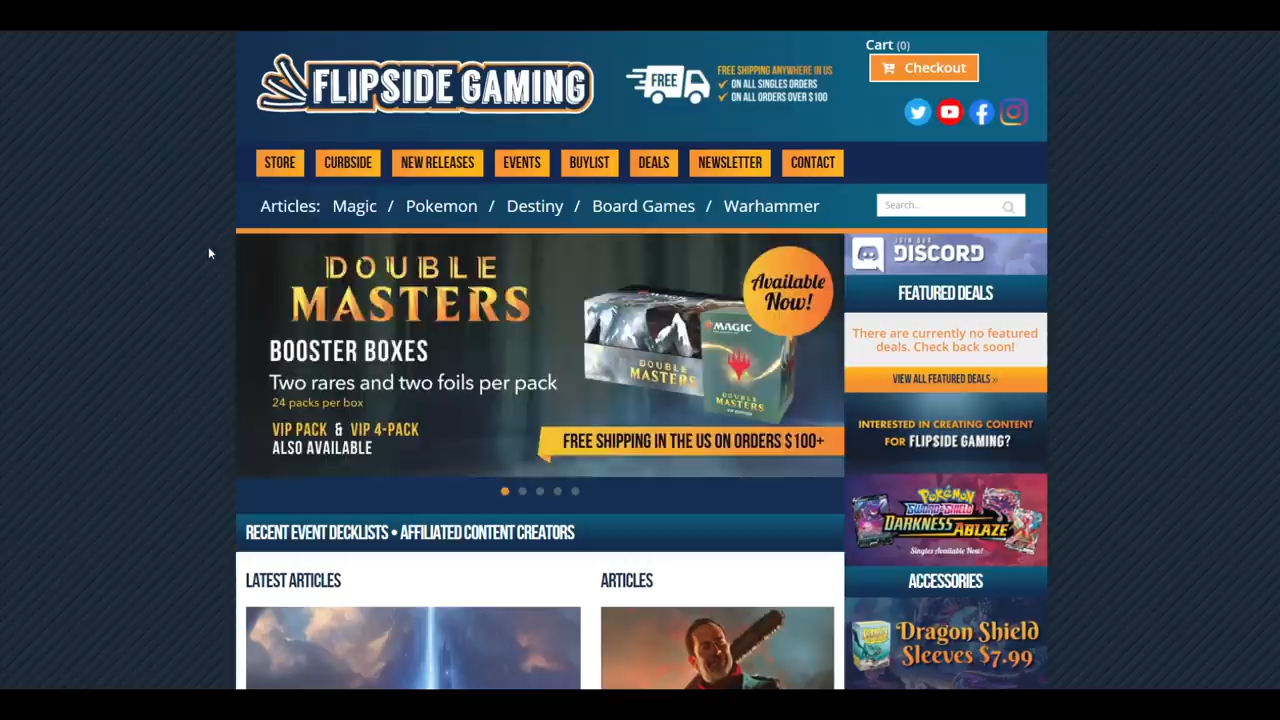 FLIPSIDE GAMING
FREE
FREE SHIPPING ANYWHERE IN US
ON ALL SINGLES ORDERS
ON ALL ORDERS OVER $100
Cart (0)
Checkout
STORE
CURBSIDE
NEW RELEASES
EVENTS
BUYLIST
DEALS
NEWSLETTER
CONTACT
Articles: Magic / Pokemon / Destiny / Board Games / Warhammer
Search...
DOUBLE
MASTERS
BOOSTER BOXES
Two rares and two foils per pack
24 packs per box
VIP PACK & VIP 4-PACK
ALSO AVAILABLE
Available
Now!
MAGIC
DOUBLE
MASTERS
DOUBLE
MASTERS
FREE SHIPPING IN THE US ON ORDERS $100+
JOIN OUR
DISCORD
FEATURED DEALS
There are currently no featured
deals. Check back soon!
VIEW ALL FEATURED DEALS »
INTERESTED IN CREATING CONTENT
FOR FLIPSIDE GAMING?
Pokémon
SWORD & SHIELD
DARKNESS ABLAZE
Singles Available Now!
ACCESSORIES
Dragon Shield
Sleeves $7.99
RECENT EVENT DECKLISTS • AFFILIATED CONTENT CREATORS
LATEST ARTICLES
ARTICLES